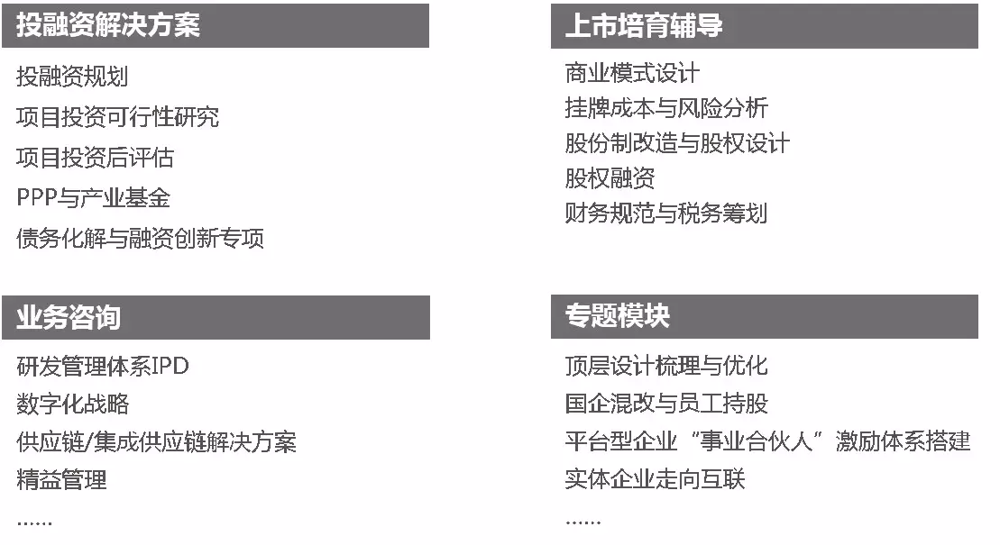 投融资解决方案
投融资规划
项目投资可行性研究
项目投资后评估
PPP与产业基金
债务化解与融资创新专项
上市培育辅导
商业模式设计
挂牌成本与风险分析
股份制改造与股权设计
股权融资
财务规范与税务筹划
业务咨询
研发管理体系IPD
数字化战略
供应链/集成供应链解决方案
精益管理
......
专题模块
顶层设计梳理与优化
国企混改与员工持股
平台型企业“事业合伙人”激励体系搭建
实体企业走向互联
......